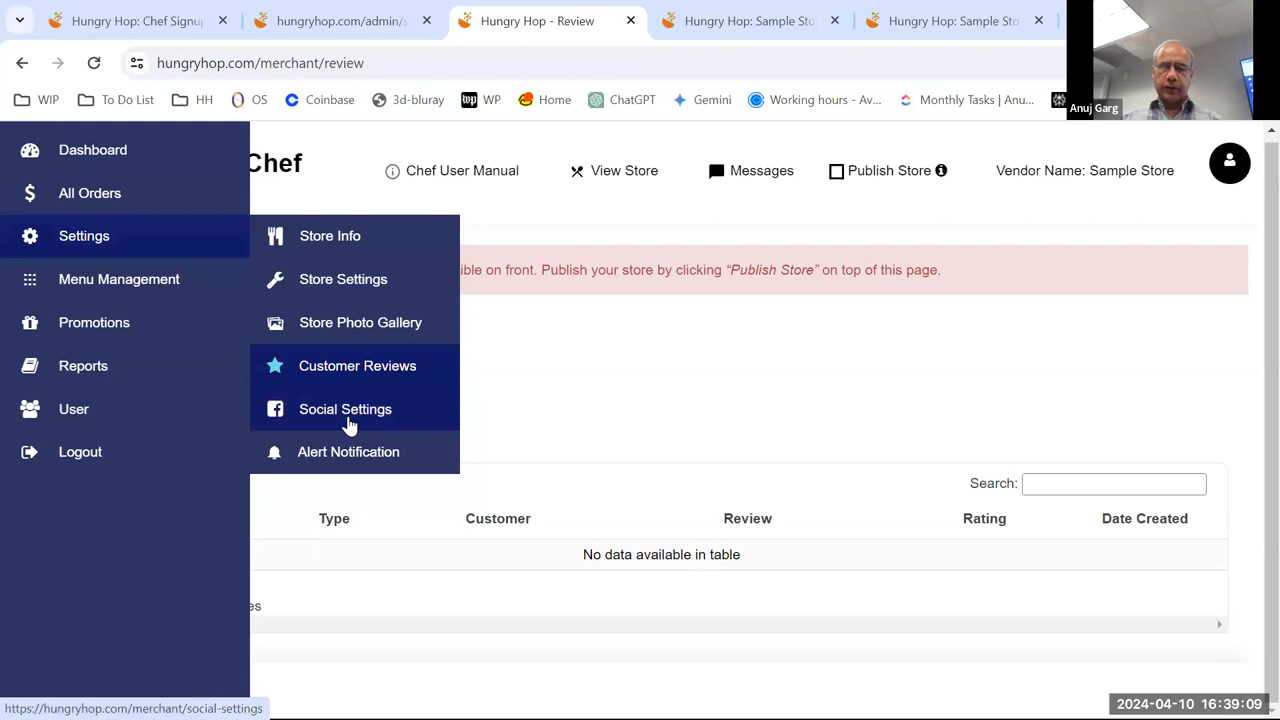 Hungry Hop: Chef Signu
hungryhop.com/admin/s
Hungry Hop - Review
Hungry Hop: Sample Sto
Hungry Hop: Sample Sto
hungryhop.com/merchant/review
WIP
To Do List
HH
OS
Coinbase
3d-bluray
wp WP
Home
ChatGPT
Gemini
Working hours - Av...
Monthly Tasks | Anu...
Anuj Garg
Dashboard
All Orders
Settings
Menu Management
Promotions
Reports
User
Logout
Store Info
Store Settings
Store Photo Gallery
Customer Reviews
Social Settings
Alert Notification
Chef
Chef User Manual
View Store
Messages
Publish Store
Vendor Name: Sample Store
ible on front. Publish your store by clicking “Publish Store” on top of this page.
Search:
Type Customer Review Rating Date Created
No data available in table
es
https://hungryhop.com/merchant/social-settings
2024-04-10 16:39:09